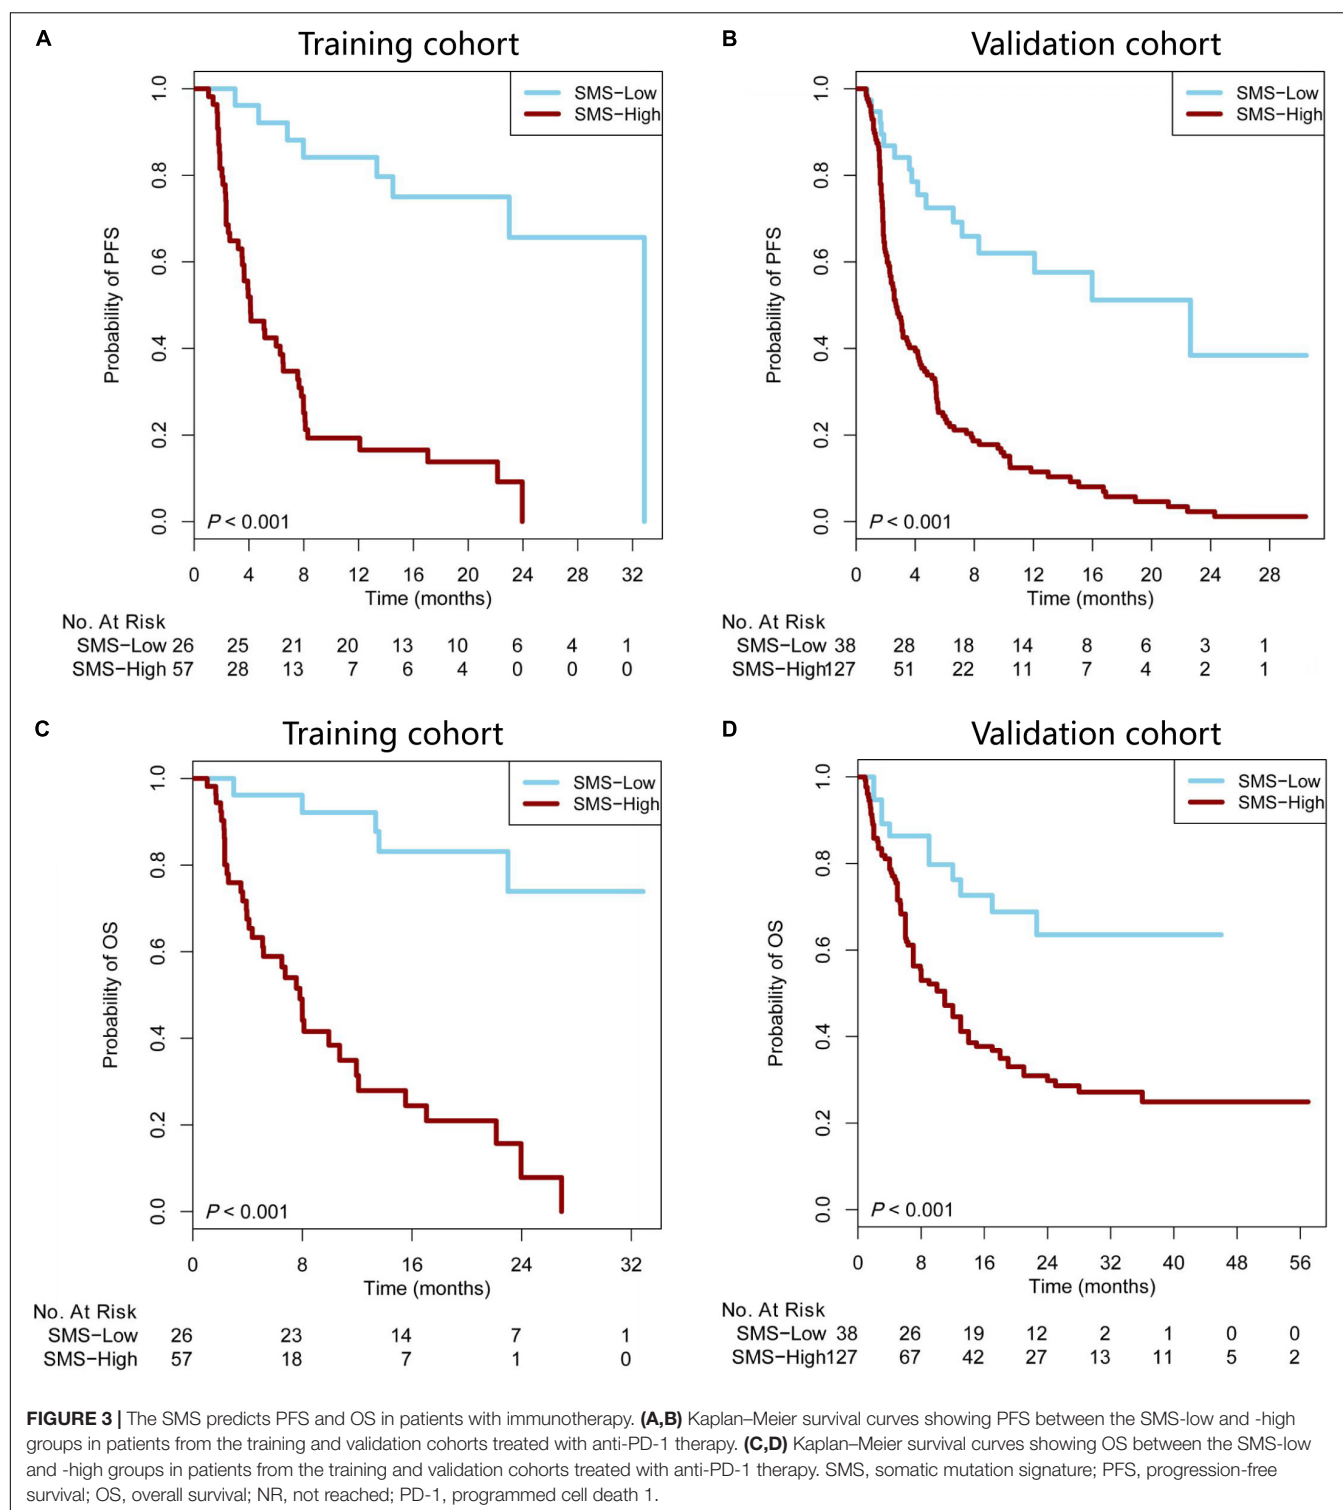 A
Training cohort
SMS-Low
SMS-High
Probability of PFS
1.0
0.8
0.6
0.4
0.2
0.0
P < 0.001
0 4 8 12 16 20 24 28 32
Time (months)
No. At Risk
SMS-Low 26 25 21 20 13 10 6 4 1
SMS-High 57 28 13 7 6 4 0 0 0
B
Validation cohort
SMS-Low
SMS-High
Probability of PFS
1.0
0.8
0.6
0.4
0.2
0.0
P < 0.001
0 4 8 12 16 20 24 28
Time (months)
No. At Risk
SMS-Low 38 28 18 14 8 6 3 1
SMS-High127 51 22 11 7 4 2 1
C
Training cohort
SMS-Low
SMS-High
Probability of OS
1.0
0.8
0.6
0.4
0.2
0.0
P < 0.001
0 8 16 24 32
Time (months)
No. At Risk
SMS-Low 26 23 14 7 1
SMS-High 57 18 7 1 0
D
Validation cohort
SMS-Low
SMS-High
Probability of OS
1.0
0.8
0.6
0.4
0.2
0.0
P < 0.001
0 8 16 24 32 40 48 56
Time (months)
No. At Risk
SMS-Low 38 26 19 12 2 1 0 0
SMS-High127 67 42 27 13 11 5 2
FIGURE 3 | The SMS predicts PFS and OS in patients with immunotherapy. (A,B) Kaplan–Meier survival curves showing PFS between the SMS-low and -high
groups in patients from the training and validation cohorts treated with anti-PD-1 therapy. (C,D) Kaplan–Meier survival curves showing OS between the SMS-low
and -high groups in patients from the training and validation cohorts treated with anti-PD-1 therapy. SMS, somatic mutation signature; PFS, progression-free
survival; OS, overall survival; NR, not reached; PD-1, programmed cell death 1.